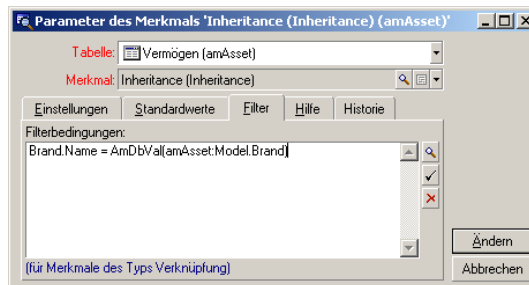 Parameter des Merkmals 'Inheritance (Inheritance) (amAsset)'
Tabelle: Vermögen (amAsset)
Merkmal: Inheritance (Inheritance)
Einstellungen Standardwerte Filter Hilfe Historie
Filterbedingungen:
Brand.Name = AmDbVal(amAsset:Model.Brand)
Ändern
(für Merkmale des Typs Verknüpfung) Abbrechen